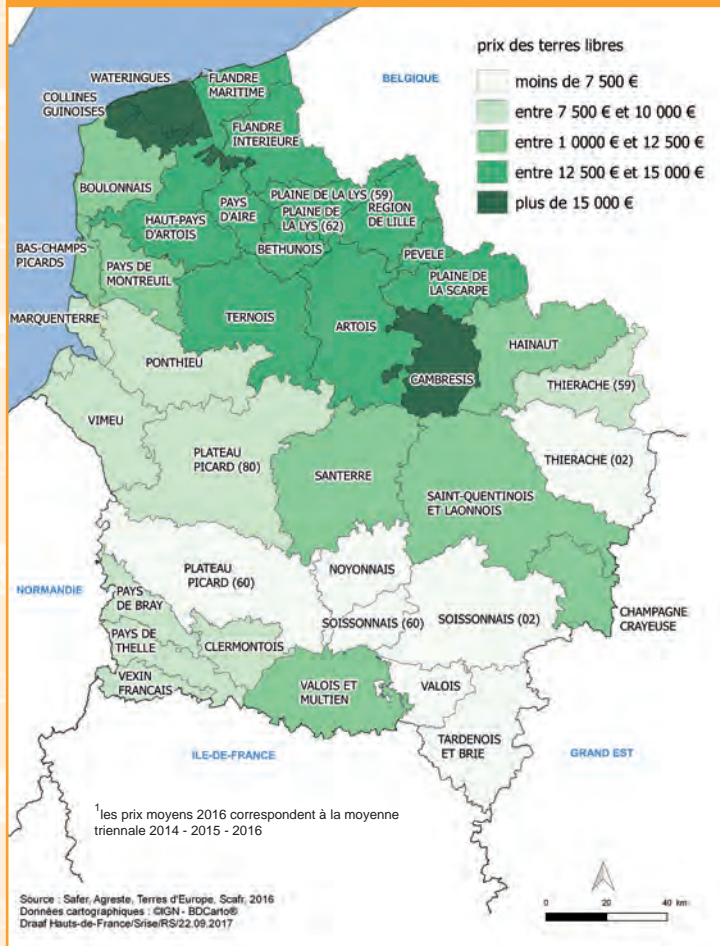 prix des terres libres
moins de 7 500 €
entre 7 500 € et 10 000 €
entre 1 0000 € et 12 500 €
entre 12 500 € et 15 000 €
plus de 15 000 €
BELGIQUE
WATERINGUES
FLANDRE
MARITIME
COLLINES
GUINOISES
FLANDRE
INTERIEURE
BOULONNAIS
HAUT-PAYS
D'ARTOIS
PAYS
D'AIRE
PLAINE DE LA LYS (59)
PLAINE DE
LA LYS (62)
REGION
DE LILLE
BETHUNOIS
PEVELE
BAS-CHAMPS
PICARDS
PAYS DE
MONTREUIL
PLAINE DE
LA SCARPE
MARQUENTERRE
TERNOIS
ARTOIS
HAINAUT
PONTHIEU
CAMBRESIS
THIERACHE (59)
VIMEU
PLATEAU
PICARD (80)
SANTERRE
THIERACHE (02)
SAINT-QUENTINOIS
ET LAONNOIS
PLATEAU
PICARD (60)
NOYONNAIS
NORMANDIE
PAYS
DE BRAY
SOISSONNAIS (60)
SOISSONNAIS (02)
CHAMPAGNE
CRAYEUSE
PAYS DE
THELLE
CLERMONTOIS
VEXIN
FRANCAIS
VALOIS ET
MULTIEN
VALOIS
TARDENOIS
ET BRIE
ILE-DE-FRANCE
GRAND EST
1les prix moyens 2016 correspondent à la moyenne
triennale 2014 - 2015 - 2016
Source : Safer, Agreste, Terres d'Europe, Scafr, 2016
Données cartographiques : ©IGN - BDCarto®
Draaf Hauts-de-France/Srise/RS/22.09.2017
0 20 40 km